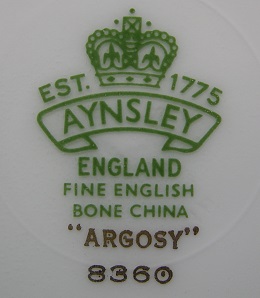 EST. 1775
AYNSLEY
ENGLAND
FINE ENGLISH
BONE CHINA
"ARGOSY"
8360